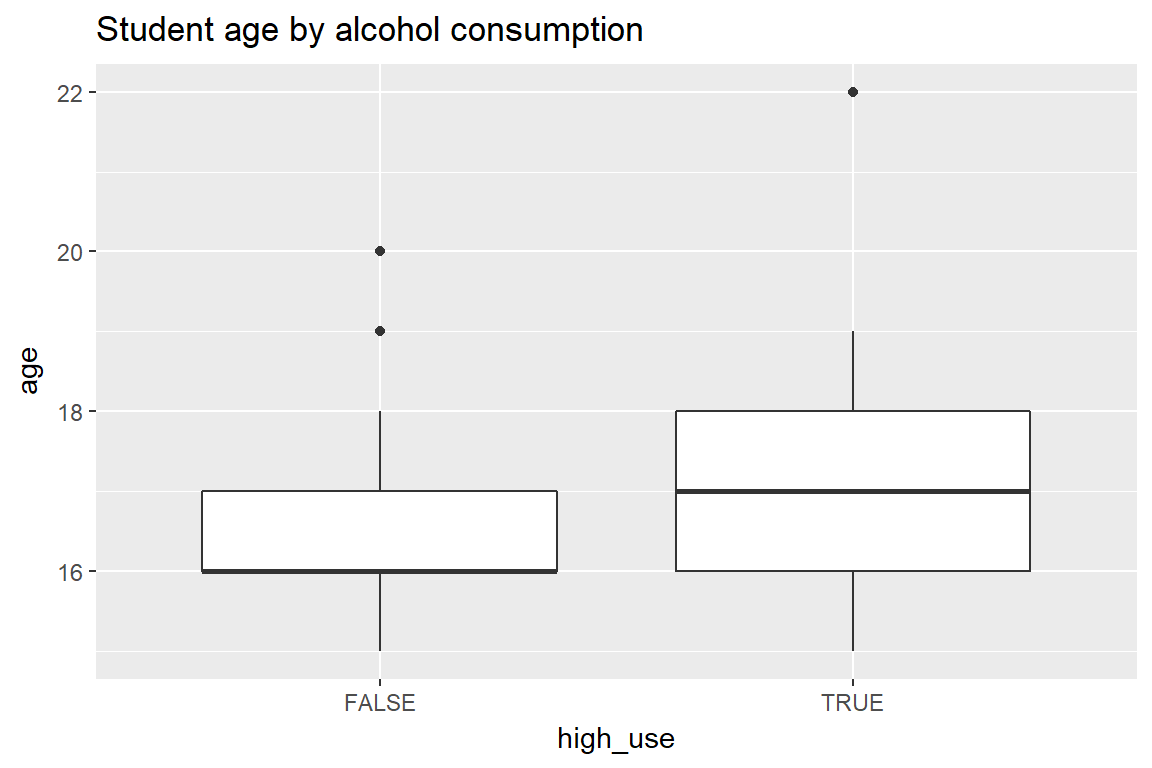 Student age by alcohol consumption
22
20
18
16
age
FALSE TRUE
high_use